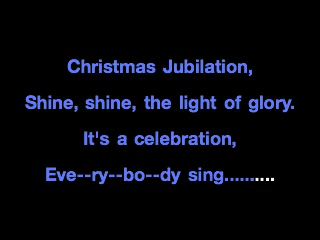 Christmas Jubilation,
Shine, shine, the light of glory.
It's a celebration,
Eve--ry--bo--dy sing..........